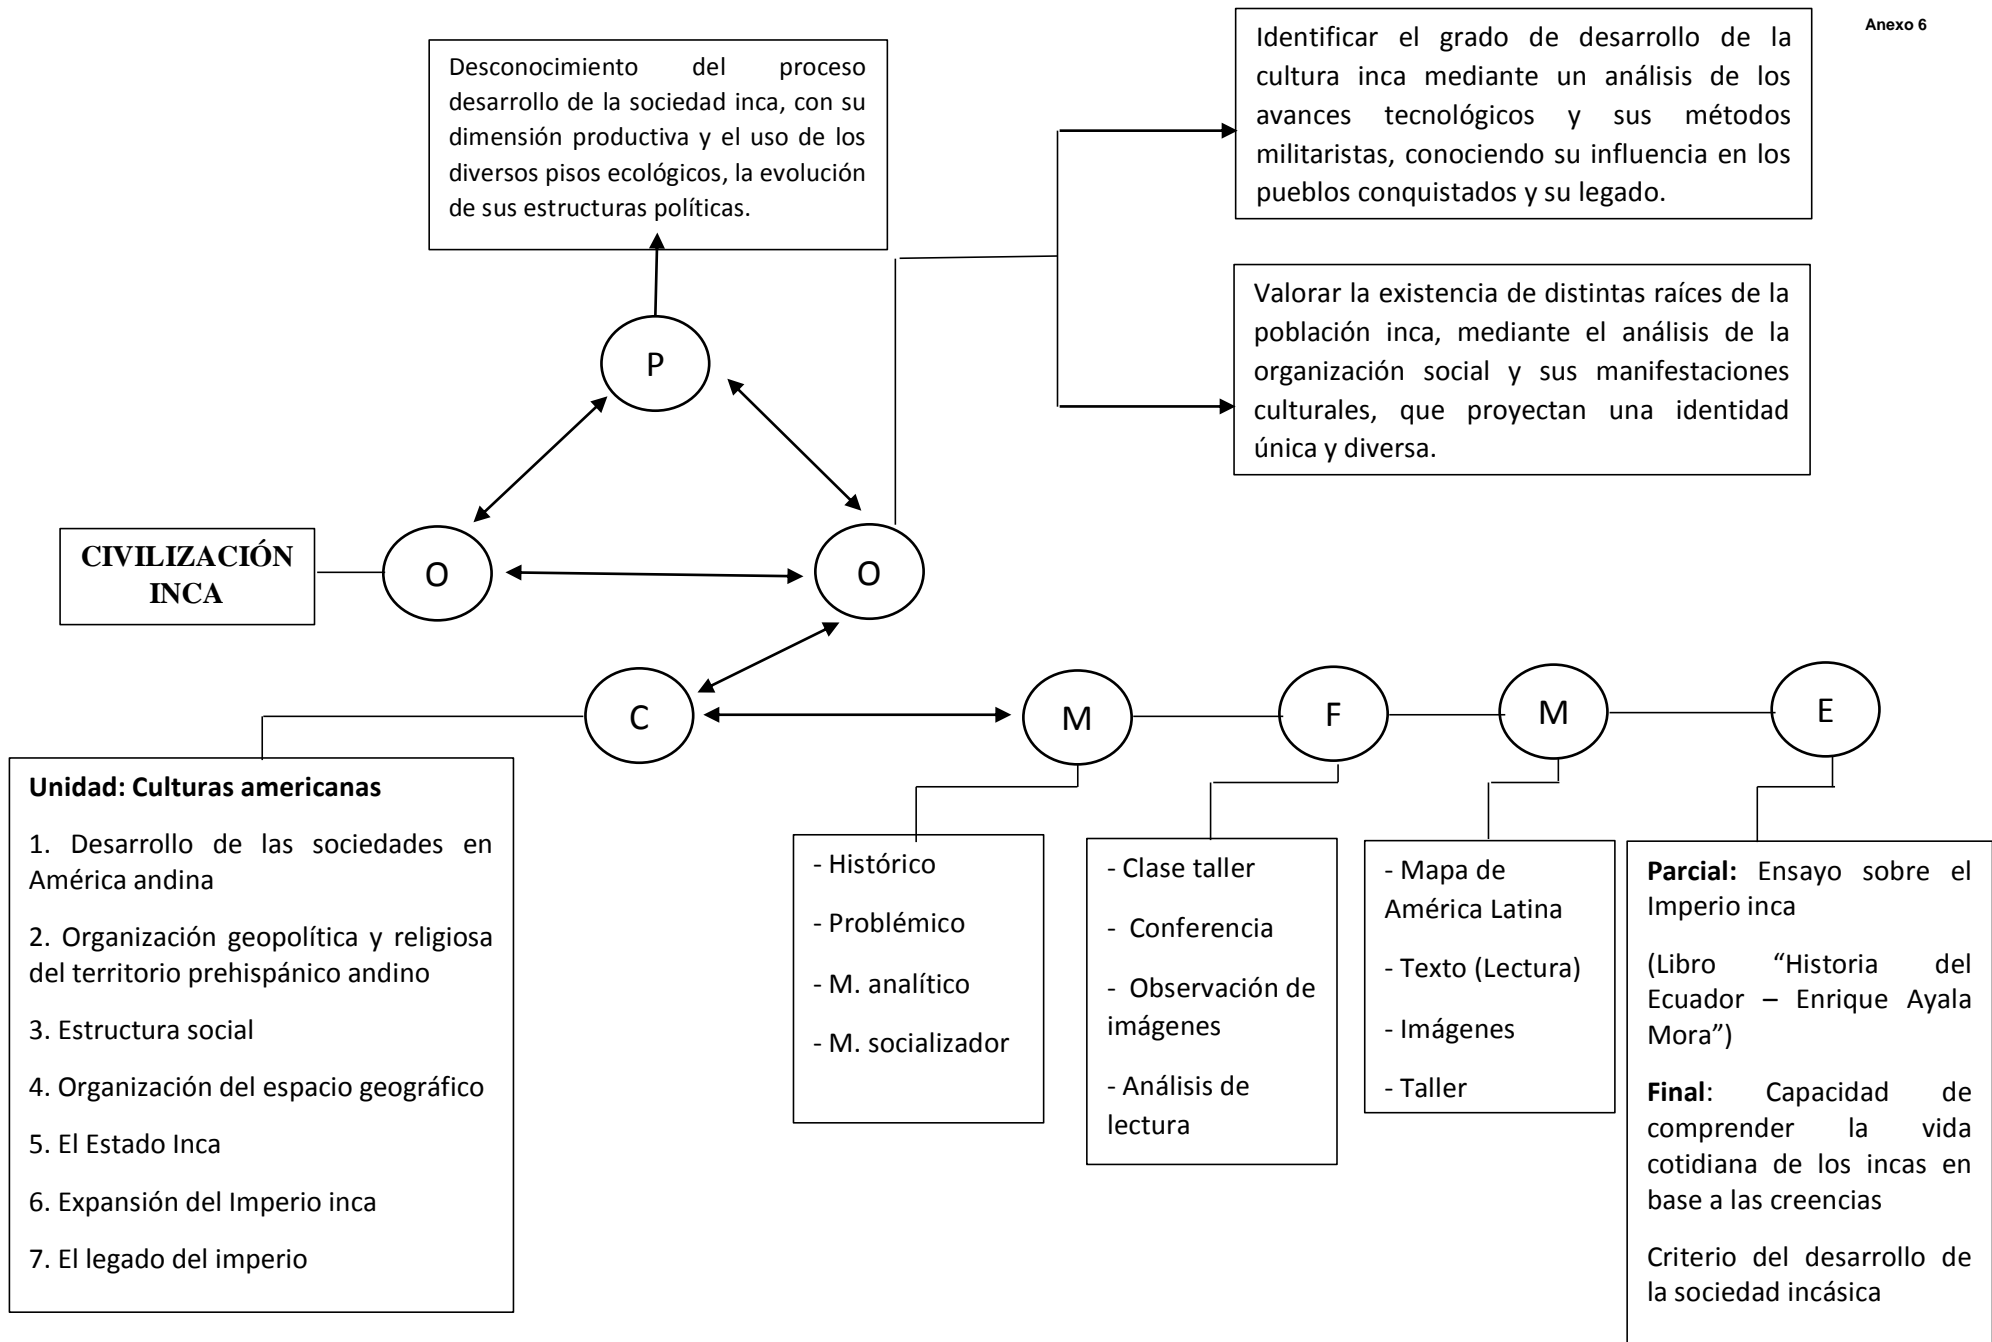 Anexo 6
Desconocimiento del proceso
desarrollo de la sociedad inca, con su
dimensión productiva y el uso de los
diversos pisos ecológicos, la evolución
de sus estructuras políticas.
Identificar el grado de desarrollo de la
cultura inca mediante un análisis de los
avances tecnológicos y sus métodos
militaristas, conociendo su influencia en los
pueblos conquistados y su legado.
Valorar la existencia de distintas raíces de la
población inca, mediante el análisis de la
organización social y sus manifestaciones
culturales, que proyectan una identidad
única y diversa.
P
CIVILIZACIÓN
INCA
O
O
C
M
F
M
E
Unidad: Culturas americanas
1. Desarrollo de las sociedades en
América andina
2. Organización geopolítica y religiosa
del territorio prehispánico andino
3. Estructura social
4. Organización del espacio geográfico
5. El Estado Inca
6. Expansión del Imperio inca
7. El legado del imperio
- Histórico
- Problémico
- M. analítico
- M. socializador
- Clase taller
- Conferencia
- Observación de
imágenes
- Análisis de
lectura
- Mapa de
América Latina
- Texto (Lectura)
- Imágenes
- Taller
Parcial: Ensayo sobre el
Imperio inca
(Libro “Historia del
Ecuador – Enrique Ayala
Mora”)
Final: Capacidad de
comprender la vida
cotidiana de los incas en
base a las creencias
Criterio del desarrollo de
la sociedad incásica